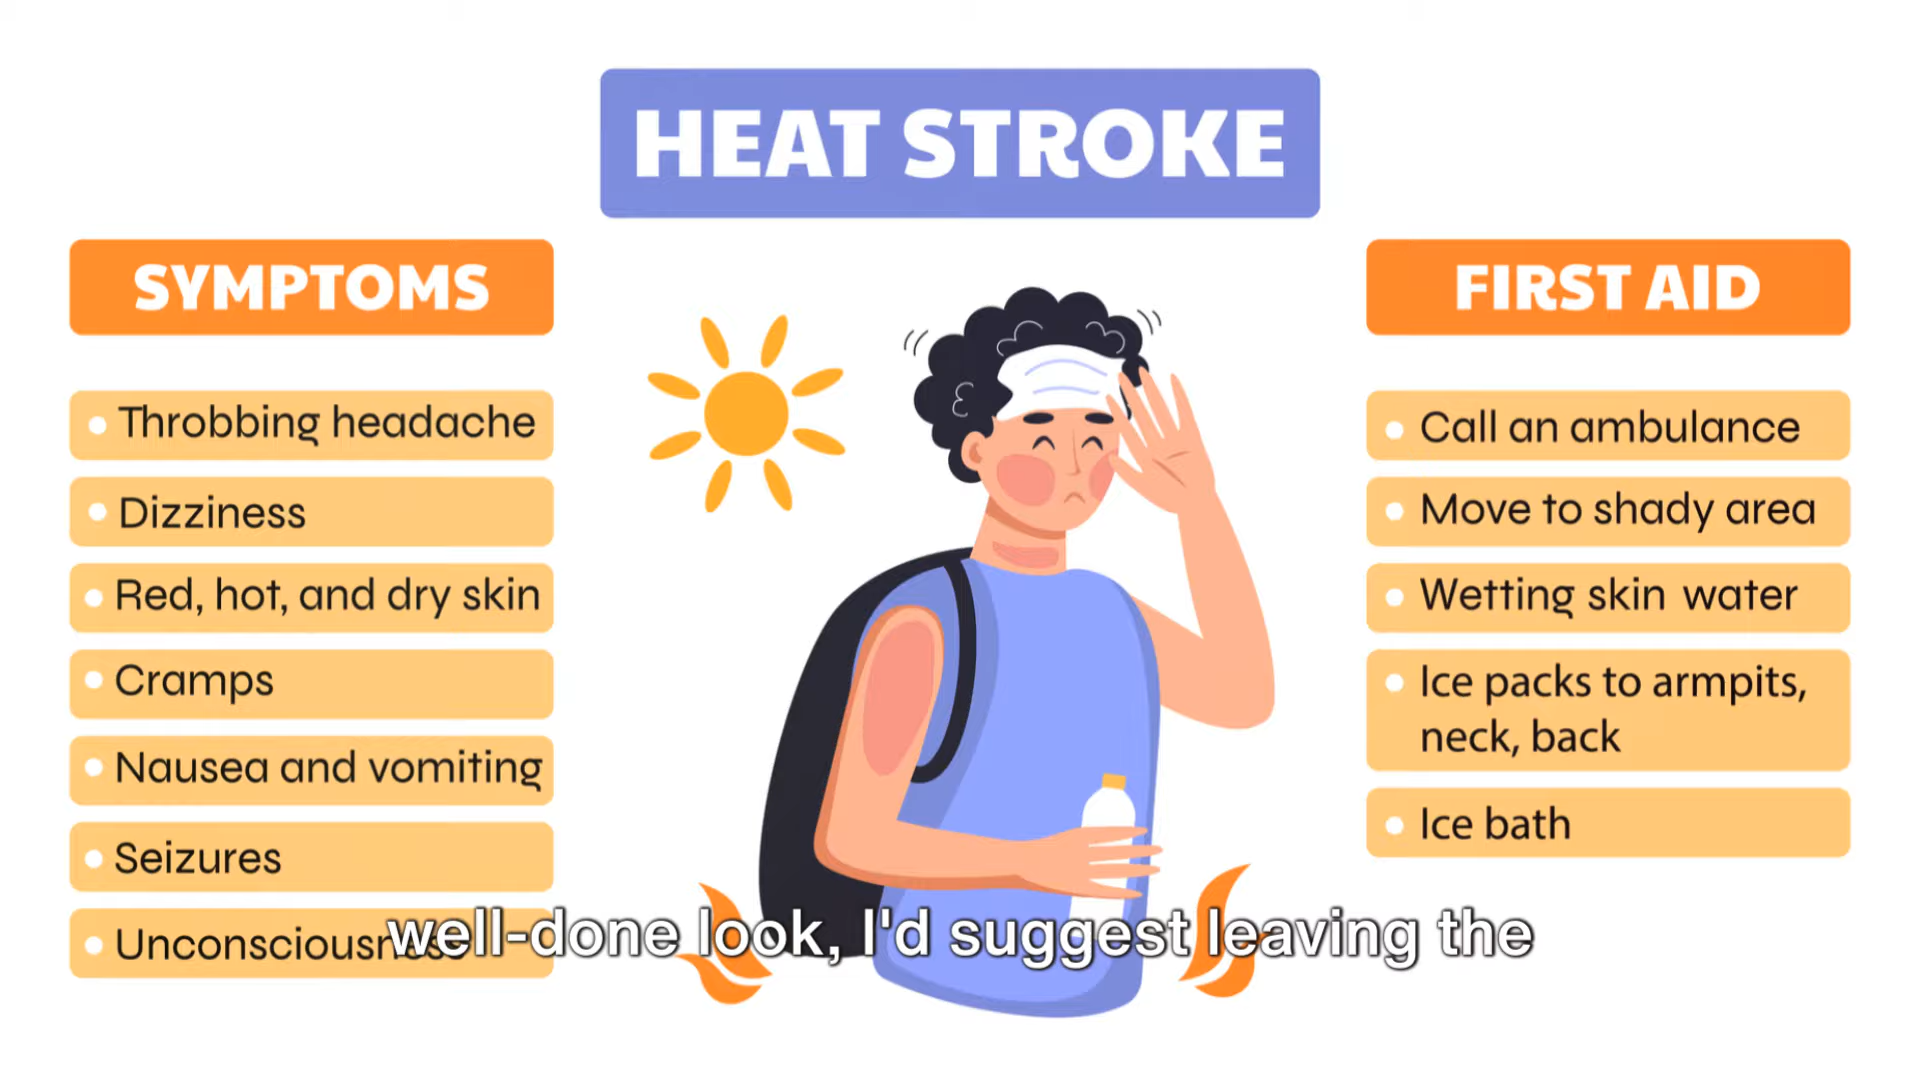 HEAT STROKE
SYMPTOMS
Throbbing headache
Dizziness
Red, hot, and dry skin
Cramps
Nausea and vomiting
Seizures
Unconsciousness
FIRST AID
Call an ambulance
Move to shady area
Wetting skin water
Ice packs to armpits,
neck, back
Ice bath
well-done look, I'd suggest leaving the